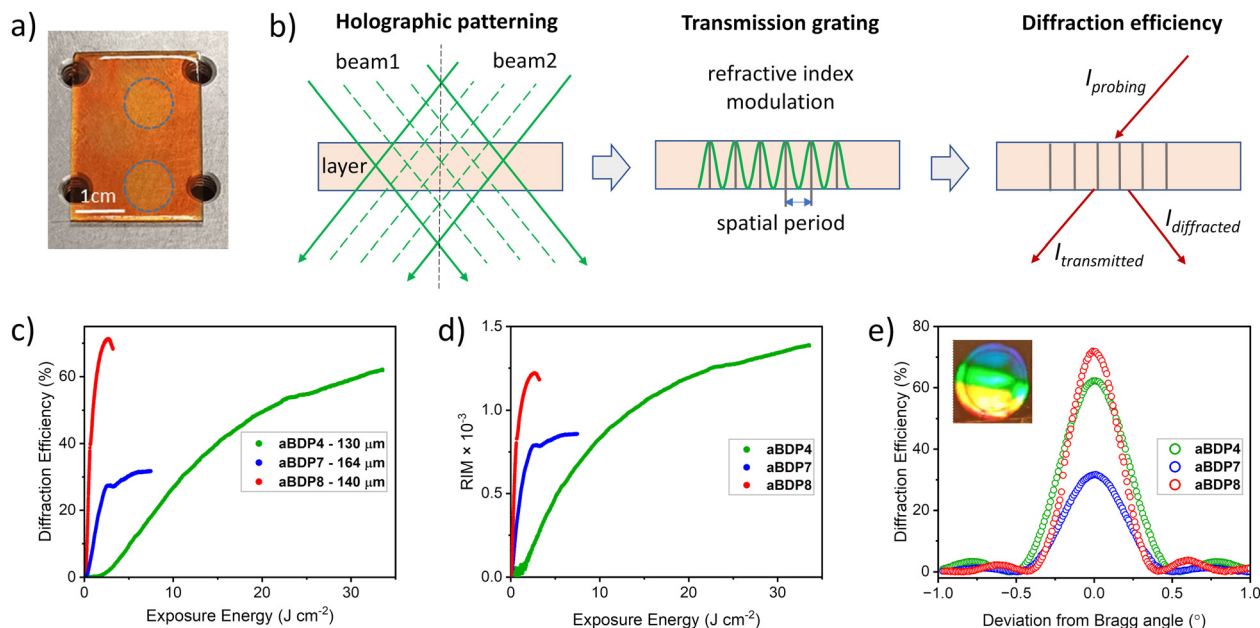 a)
1cm
b)
Holographic patterning
beam1
beam2
layer
Transmission grating
refractive index
modulation
spatial period
Diffraction efficiency
I probing
I transmitted
I diffracted
c)
Diffraction Efficiency (%)
60
40
20
0
0 10 20 30
Exposure Energy (J cm⁻²)
aBDP4 - 130 μm
aBDP7 - 164 μm
aBDP8 - 140 μm
d)
RIM × 10⁻³
1.5
1.0
0.5
0.0
0 10 20 30
Exposure Energy (J cm⁻²)
aBDP4
aBDP7
aBDP8
e)
Diffraction Efficiency (%)
80
60
40
20
0
−1.0 −0.5 0.0 0.5 1.0
Deviation from Bragg angle (°)
aBDP4
aBDP7
aBDP8